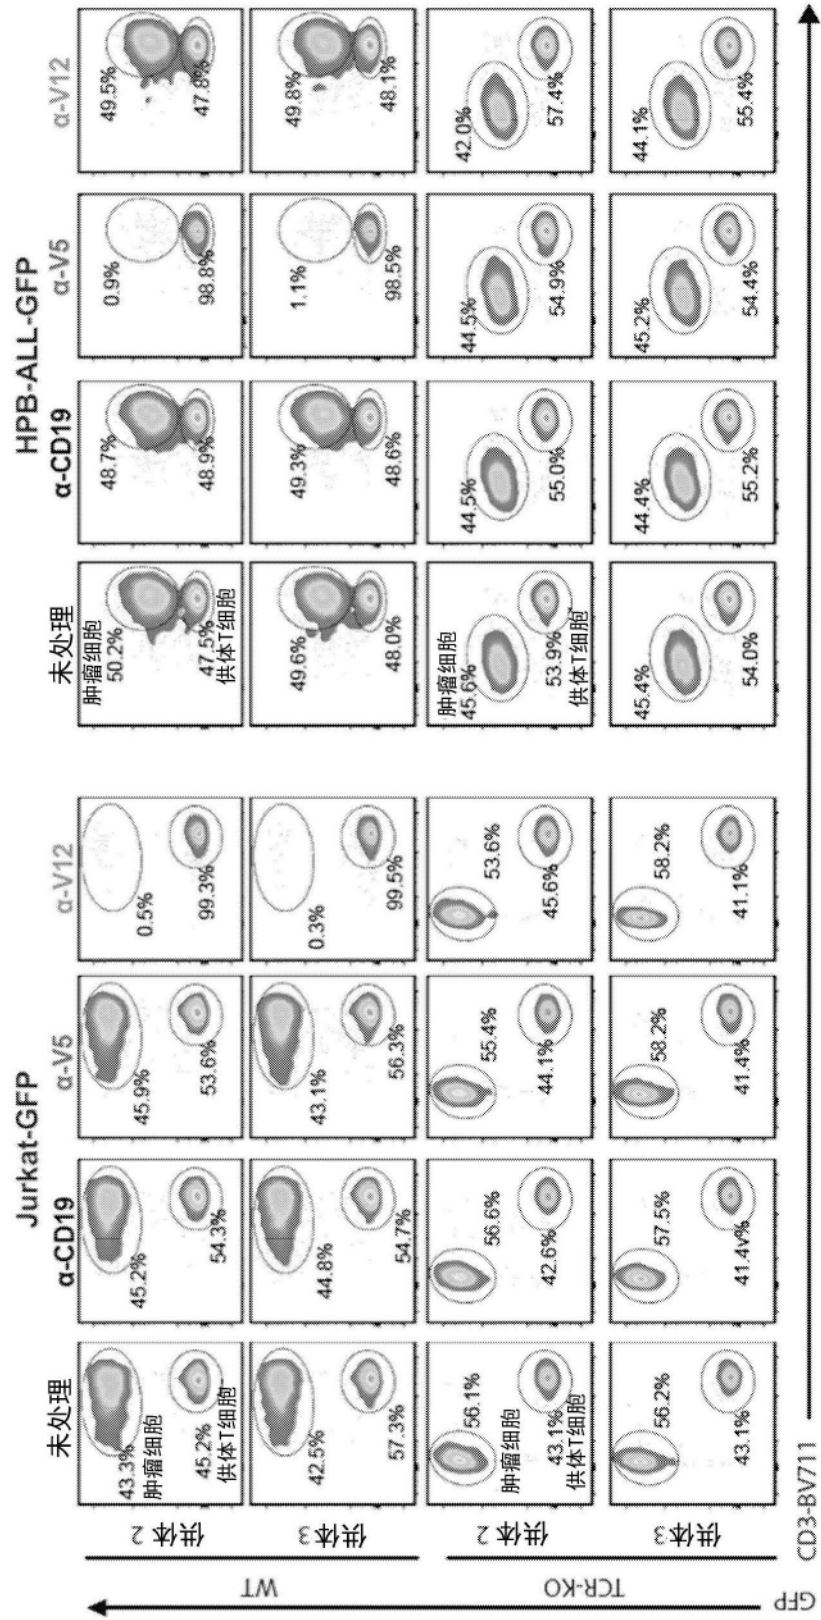 Jurkat-GFP HPB-ALL-GFP
未处理 α-CD19 α-V5 α-V12 未处理 α-CD19 α-V5 α-V12
WT
供体 2
43.3% 45.2% 45.9% 0.5% 肿瘤细胞 50.2% 48.7% 0.9% 49.5%
肿瘤细胞
45.2% 54.3% 53.6% 99.3% 47.5% 48.9% 98.8% 47.8%
供体T细胞 供体T细胞
供体 3
42.5% 44.8% 43.1% 0.3% 49.6% 49.3% 1.1% 49.8%
57.3% 54.7% 56.3% 99.5% 48.0% 48.6% 98.5% 48.1%
TCR-KO
供体 2
56.1% 56.6% 55.4% 53.6% 肿瘤细胞 45.6% 44.5% 44.5% 42.0%
肿瘤细胞
43.1% 42.6% 44.1% 45.6% 53.9% 55.0% 54.9% 57.4%
供体T细胞 供体T细胞
供体 3
56.2% 57.5% 58.2% 58.2% 45.4% 44.4% 45.2% 44.1%
43.1% 41.4v% 41.4% 41.1% 54.0% 55.2% 54.4% 55.4%
GFP
CD3-BV711